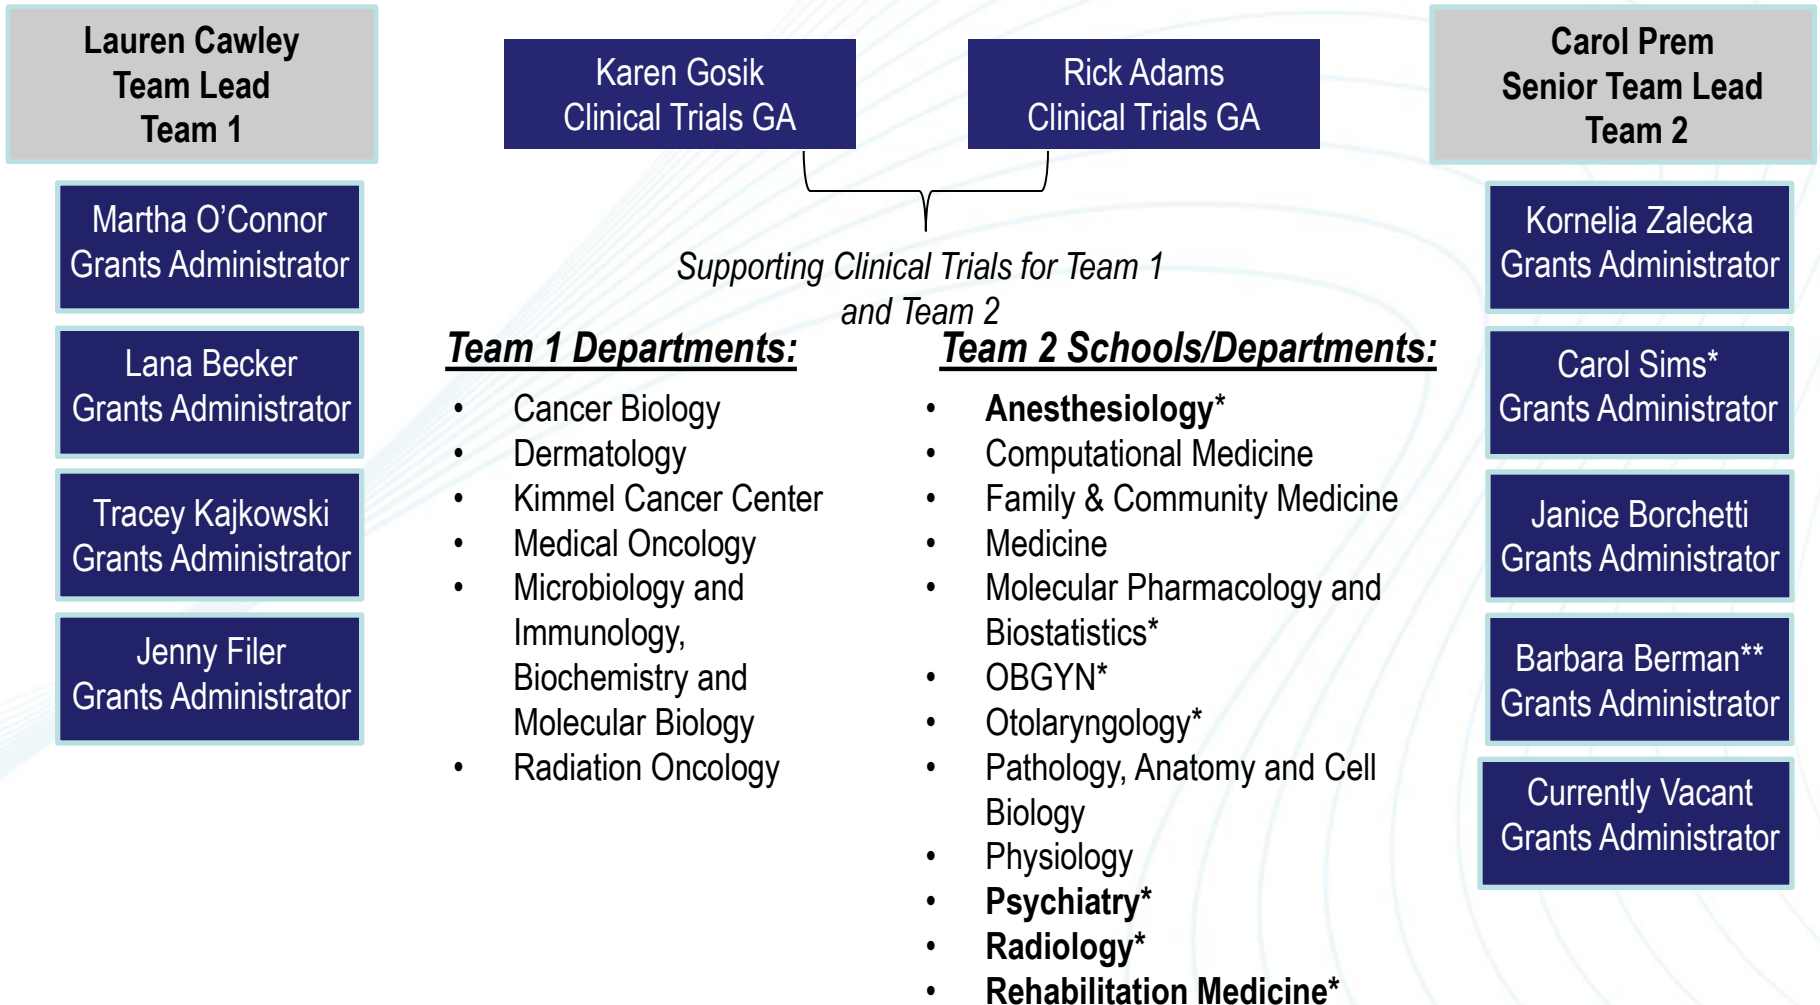 Lauren Cawley
Team Lead
Team 1
Martha O’Connor
Grants Administrator
Lana Becker
Grants Administrator
Tracey Kajkowski
Grants Administrator
Jenny Filer
Grants Administrator
Karen Gosik
Clinical Trials GA
Rick Adams
Clinical Trials GA
Supporting Clinical Trials for Team 1
and Team 2
Team 1 Departments:
• Cancer Biology
• Dermatology
• Kimmel Cancer Center
• Medical Oncology
• Microbiology and
Immunology,
Biochemistry and
Molecular Biology
• Radiation Oncology
Team 2 Schools/Departments:
• Anesthesiology*
• Computational Medicine
• Family & Community Medicine
• Medicine
• Molecular Pharmacology and
Biostatistics*
• OBGYN*
• Otolaryngology*
• Pathology, Anatomy and Cell
Biology
• Physiology
• Psychiatry*
• Radiology*
• Rehabilitation Medicine*
Carol Prem
Senior Team Lead
Team 2
Kornelia Zalecka
Grants Administrator
Carol Sims*
Grants Administrator
Janice Borchetti
Grants Administrator
Barbara Berman**
Grants Administrator
Currently Vacant
Grants Administrator